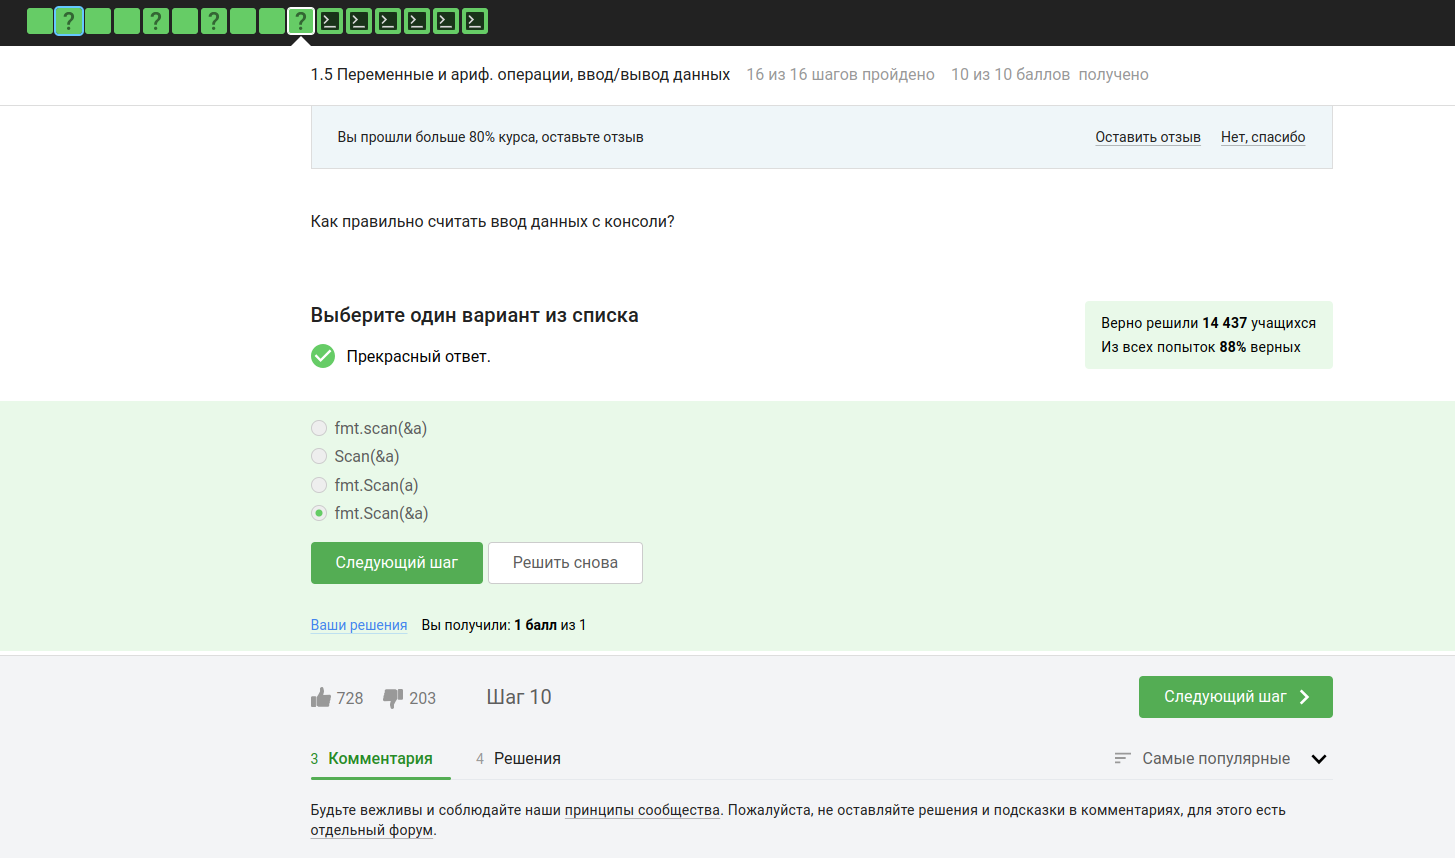 ? ? ? ?
1.5 Переменные и ариф. операции, ввод/вывод данных 16 из 16 шагов пройдено 10 из 10 баллов получено
Вы прошли больше 80% курса, оставьте отзыв Оставить отзыв Нет, спасибо
Как правильно считать ввод данных с консоли?
Выберите один вариант из списка
Прекрасный ответ.
Верно решили 14 437 учащихся
Из всех попыток 88% верных
fmt.scan(&a)
Scan(&a)
fmt.Scan(a)
fmt.Scan(&a)
Следующий шаг Решить снова
Ваши решения Вы получили: 1 балл из 1
728 203 Шаг 10 Следующий шаг
3 Комментария 4 Решения Самые популярные
Будьте вежливы и соблюдайте наши принципы сообщества. Пожалуйста, не оставляйте решения и подсказки в комментариях, для этого есть
отдельный форум.